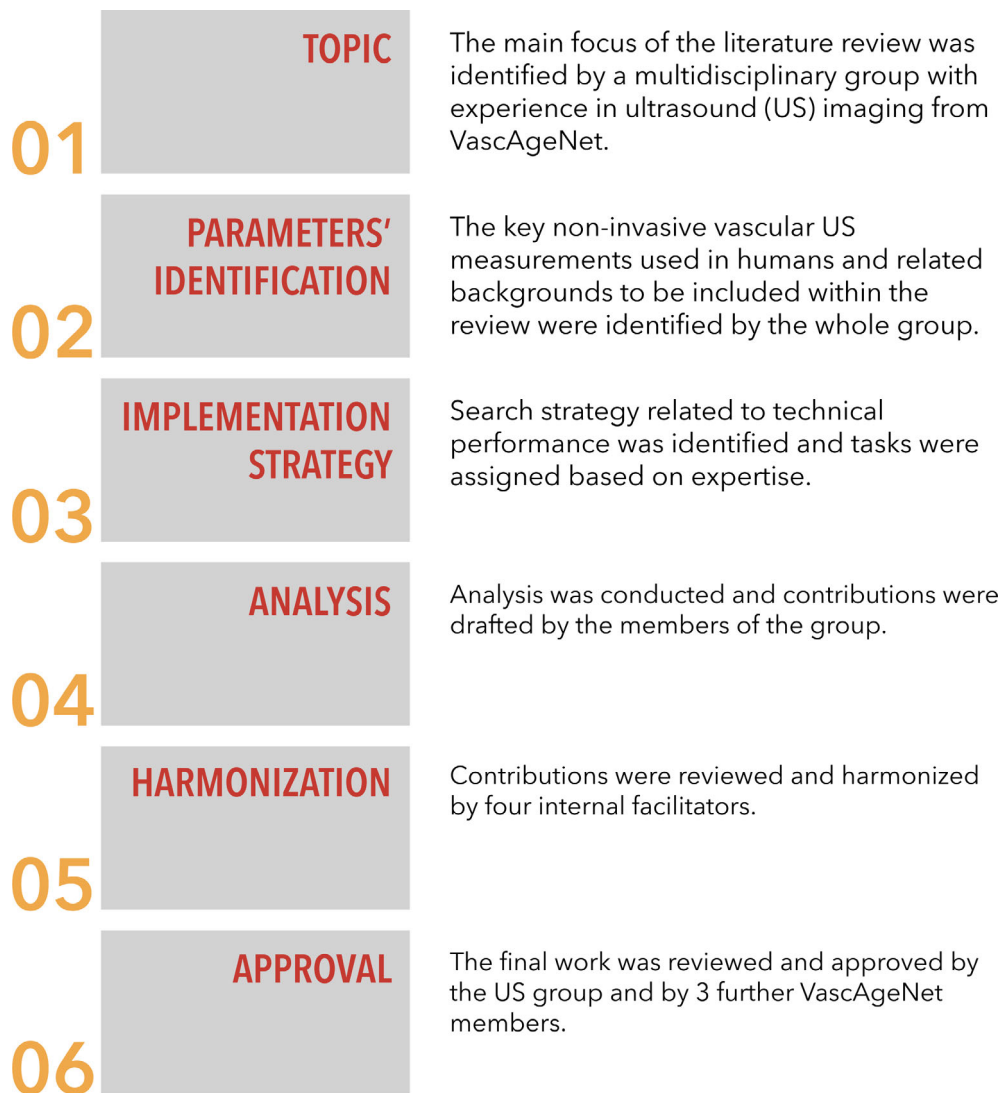 TOPIC
The main focus of the literature review was
identified by a multidisciplinary group with
experience in ultrasound (US) imaging from
VascAgeNet.
01
PARAMETERS’
IDENTIFICATION
The key non-invasive vascular US
measurements used in humans and related
backgrounds to be included within the
review were identified by the whole group.
02
IMPLEMENTATION
STRATEGY
Search strategy related to technical
performance was identified and tasks were
assigned based on expertise.
03
ANALYSIS
Analysis was conducted and contributions were
drafted by the members of the group.
04
HARMONIZATION
Contributions were reviewed and harmonized
by four internal facilitators.
05
APPROVAL
The final work was reviewed and approved by
the US group and by 3 further VascAgeNet
members.
06